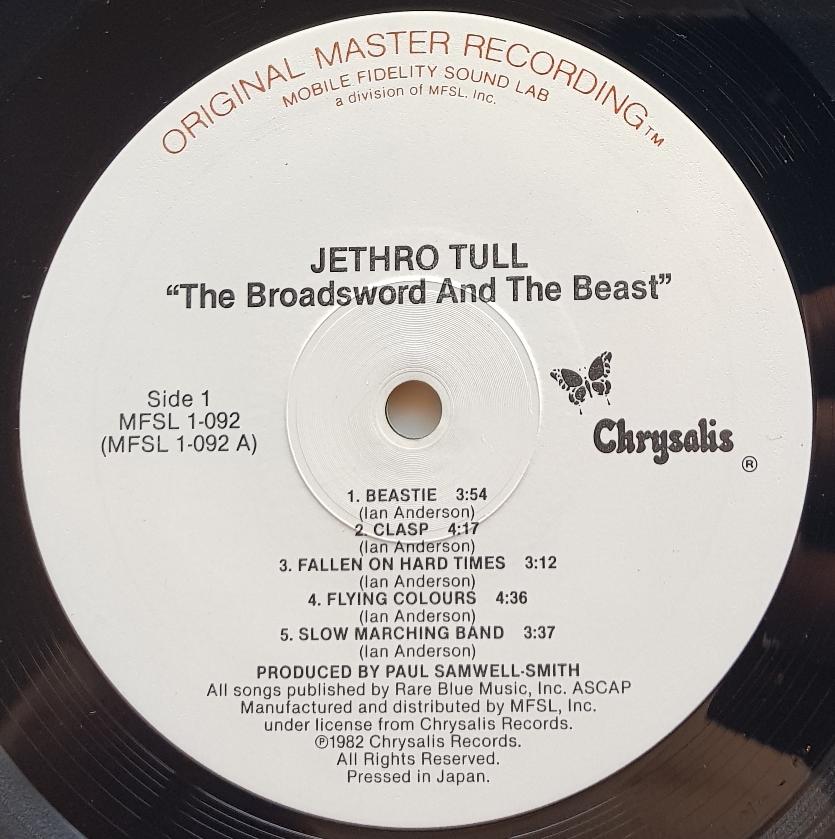 ORIGINAL MASTER RECORDING™
MOBILE FIDELITY SOUND LAB
a division of MFSL, Inc.
JETHRO TULL
“The Broadsword And The Beast”
Side 1
MFSL 1-092
(MFSL 1-092 A)
Chrysalis
®
1. BEASTIE 3:54
(Ian Anderson)
2. CLASP 4:17
(Ian Anderson)
3. FALLEN ON HARD TIMES 3:12
(Ian Anderson)
4. FLYING COLOURS 4:36
(Ian Anderson)
5. SLOW MARCHING BAND 3:37
(Ian Anderson)
PRODUCED BY PAUL SAMWELL-SMITH
All songs published by Rare Blue Music, Inc. ASCAP
Manufactured and distributed by MFSL, Inc.
under license from Chrysalis Records.
℗1982 Chrysalis Records.
All Rights Reserved.
Pressed in Japan.